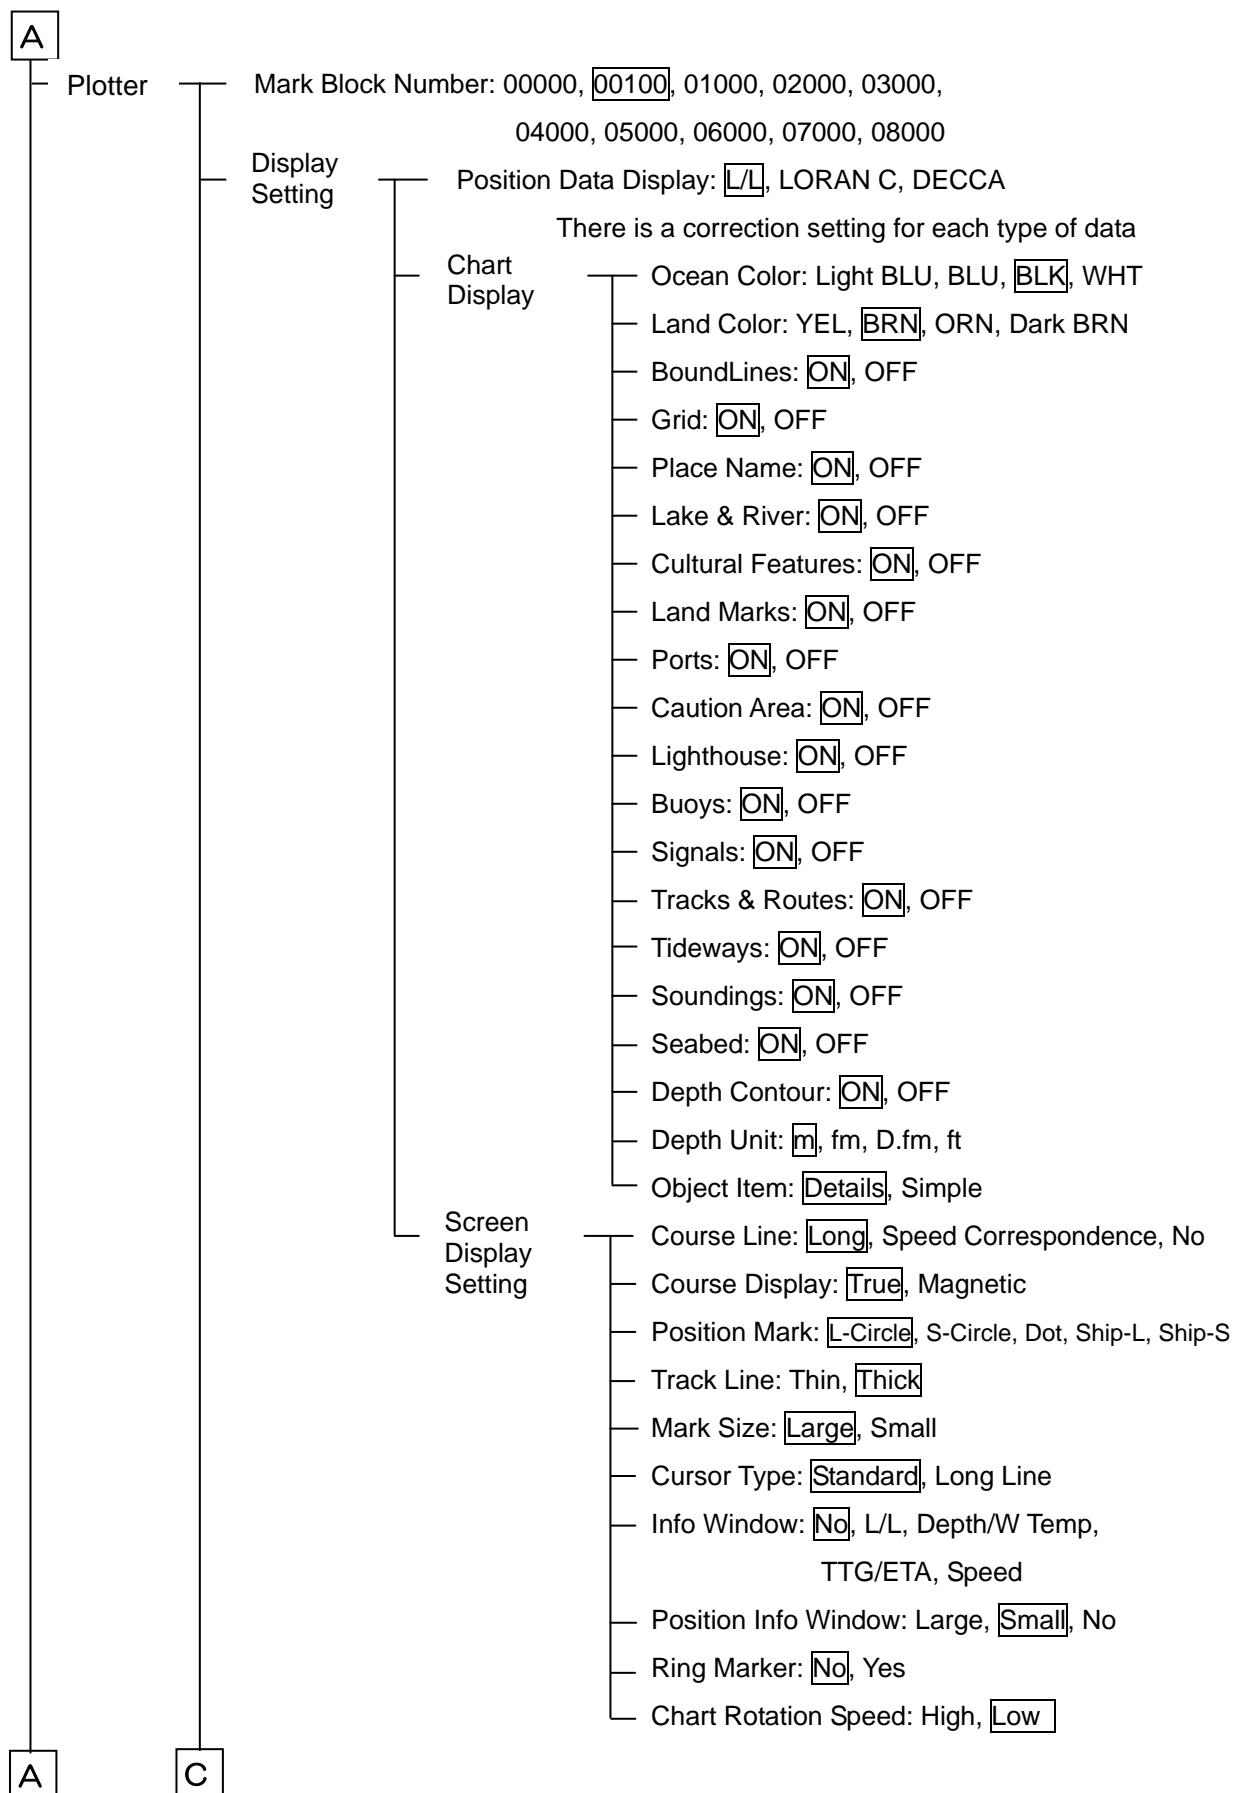 A
Plotter
Mark Block Number: 00000, 00100, 01000, 02000, 03000,
04000, 05000, 06000, 07000, 08000
Display
Setting
Position Data Display: L/L, LORAN C, DECCA
There is a correction setting for each type of data
Chart
Display
Ocean Color: Light BLU, BLU, BLK, WHT
Land Color: YEL, BRN, ORN, Dark BRN
BoundLines: ON, OFF
Grid: ON, OFF
Place Name: ON, OFF
Lake & River: ON, OFF
Cultural Features: ON, OFF
Land Marks: ON, OFF
Ports: ON, OFF
Caution Area: ON, OFF
Lighthouse: ON, OFF
Buoys: ON, OFF
Signals: ON, OFF
Tracks & Routes: ON, OFF
Tideways: ON, OFF
Soundings: ON, OFF
Seabed: ON, OFF
Depth Contour: ON, OFF
Depth Unit: m, fm, D.fm, ft
Object Item: Details, Simple
Screen
Display
Setting
Course Line: Long, Speed Correspondence, No
Course Display: True, Magnetic
Position Mark: L-Circle, S-Circle, Dot, Ship-L, Ship-S
Track Line: Thin, Thick
Mark Size: Large, Small
Cursor Type: Standard, Long Line
Info Window: No, L/L, Depth/W Temp,
TTG/ETA, Speed
Position Info Window: Large, Small, No
Ring Marker: No, Yes
Chart Rotation Speed: High, Low
A
C